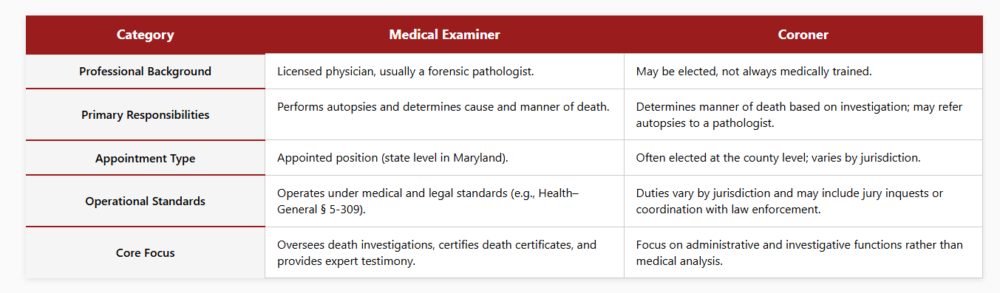 Category Medical Examiner Coroner
Professional Background Licensed physician, usually a forensic pathologist. May be elected, not always medically trained.
Primary Responsibilities Performs autopsies and determines cause and manner of death. Determines manner of death based on investigation; may refer
autopsies to a pathologist.
Appointment Type Appointed position (state level in Maryland). Often elected at the county level; varies by jurisdiction.
Operational Standards Operates under medical and legal standards (e.g., Health–
General § 5-309). Duties vary by jurisdiction and may include jury inquests or
coordination with law enforcement.
Core Focus Oversees death investigations, certifies death certificates, and
provides expert testimony. Focus on administrative and investigative functions rather than
medical analysis.